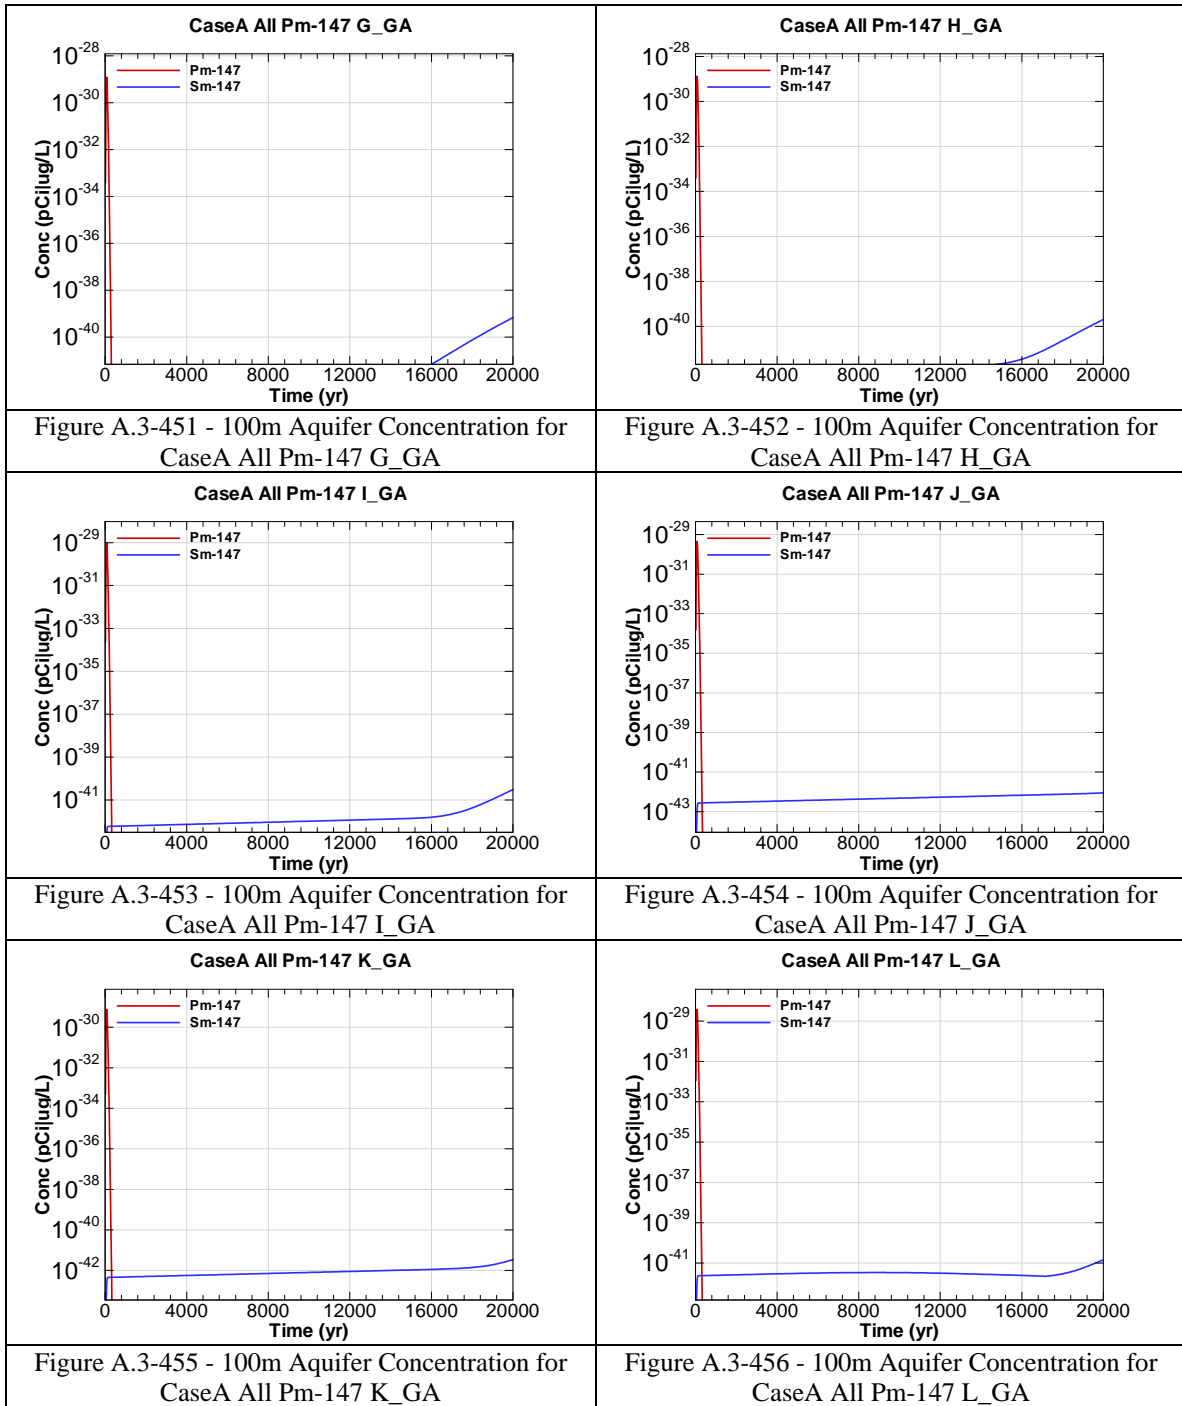 CaseA All Pm-147 G_GA
Pm-147
Sm-147
10^-28
10^-30
10^-32
10^-34
10^-36
10^-38
10^-40
Conc (pCi|ug/L)
0 4000 8000 12000 16000 20000
Time (yr)
Figure A.3-451 - 100m Aquifer Concentration for
CaseA All Pm-147 G_GA
CaseA All Pm-147 H_GA
Pm-147
Sm-147
10^-28
10^-30
10^-32
10^-34
10^-36
10^-38
10^-40
Conc (pCi|ug/L)
0 4000 8000 12000 16000 20000
Time (yr)
Figure A.3-452 - 100m Aquifer Concentration for
CaseA All Pm-147 H_GA
CaseA All Pm-147 I_GA
Pm-147
Sm-147
10^-29
10^-31
10^-33
10^-35
10^-37
10^-39
10^-41
Conc (pCi|ug/L)
0 4000 8000 12000 16000 20000
Time (yr)
Figure A.3-453 - 100m Aquifer Concentration for
CaseA All Pm-147 I_GA
CaseA All Pm-147 J_GA
Pm-147
Sm-147
10^-29
10^-31
10^-33
10^-35
10^-37
10^-39
10^-41
10^-43
Conc (pCi|ug/L)
0 4000 8000 12000 16000 20000
Time (yr)
Figure A.3-454 - 100m Aquifer Concentration for
CaseA All Pm-147 J_GA
CaseA All Pm-147 K_GA
Pm-147
Sm-147
10^-30
10^-32
10^-34
10^-36
10^-38
10^-40
10^-42
Conc (pCi|ug/L)
0 4000 8000 12000 16000 20000
Time (yr)
Figure A.3-455 - 100m Aquifer Concentration for
CaseA All Pm-147 K_GA
CaseA All Pm-147 L_GA
Pm-147
Sm-147
10^-29
10^-31
10^-33
10^-35
10^-37
10^-39
10^-41
Conc (pCi|ug/L)
0 4000 8000 12000 16000 20000
Time (yr)
Figure A.3-456 - 100m Aquifer Concentration for
CaseA All Pm-147 L_GA